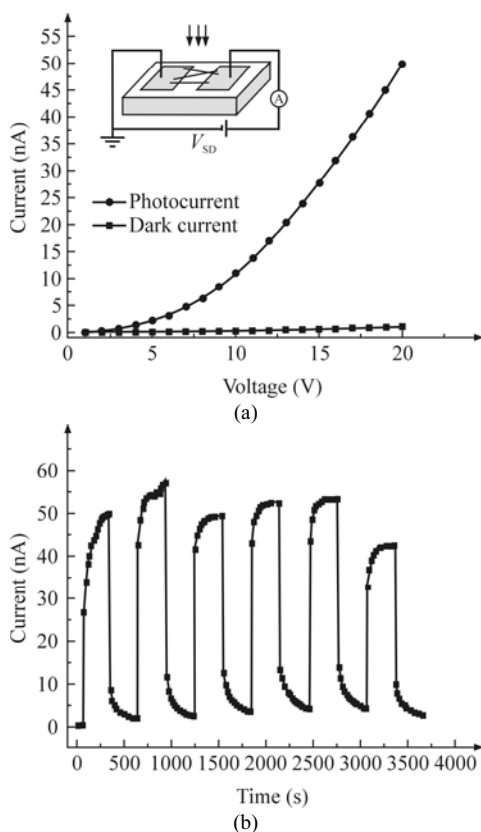 55
50
45
40
35
30
25
20
15
10
5
0
Current (nA)
A
V_SD
Photocurrent
Dark current
0 5 10 15 20
Voltage (V)
(a)
60
50
40
30
20
10
0
Current (nA)
0 500 1000 1500 2000 2500 3000 3500 4000
Time (s)
(b)